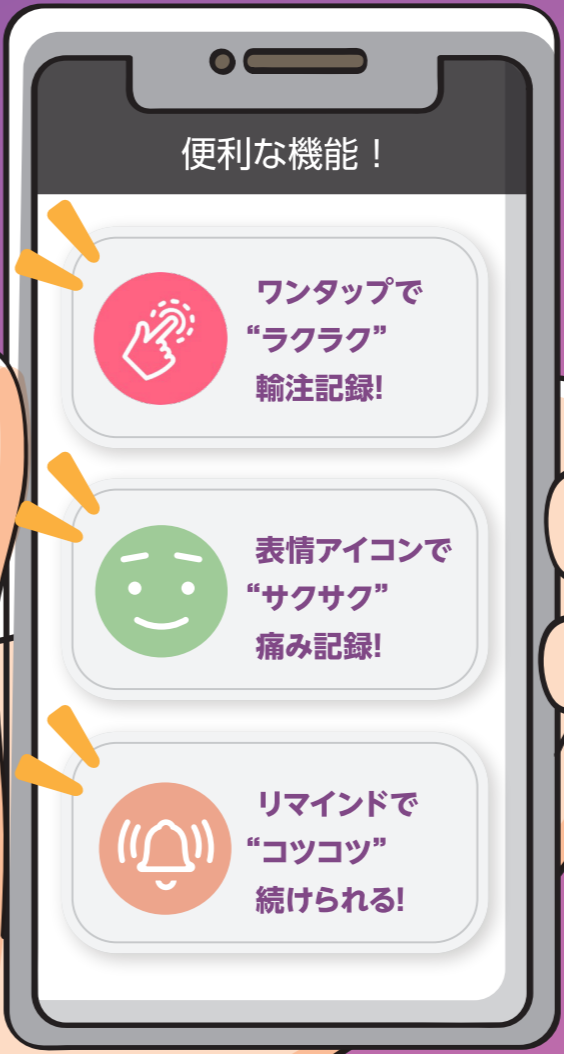 便利な機能！
ワンタップで
“ラクラク”
輸注記録!
表情アイコンで
“サクサク”
痛み記録!
リマインドで
“コツコツ”
続けられる!